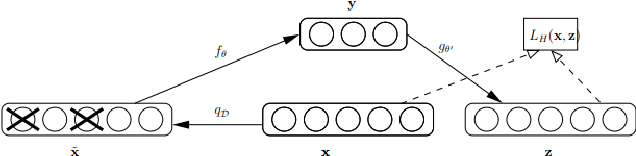 y
f_θ
g_θ'
L_H(x, z)
q_D
x̃
x
z